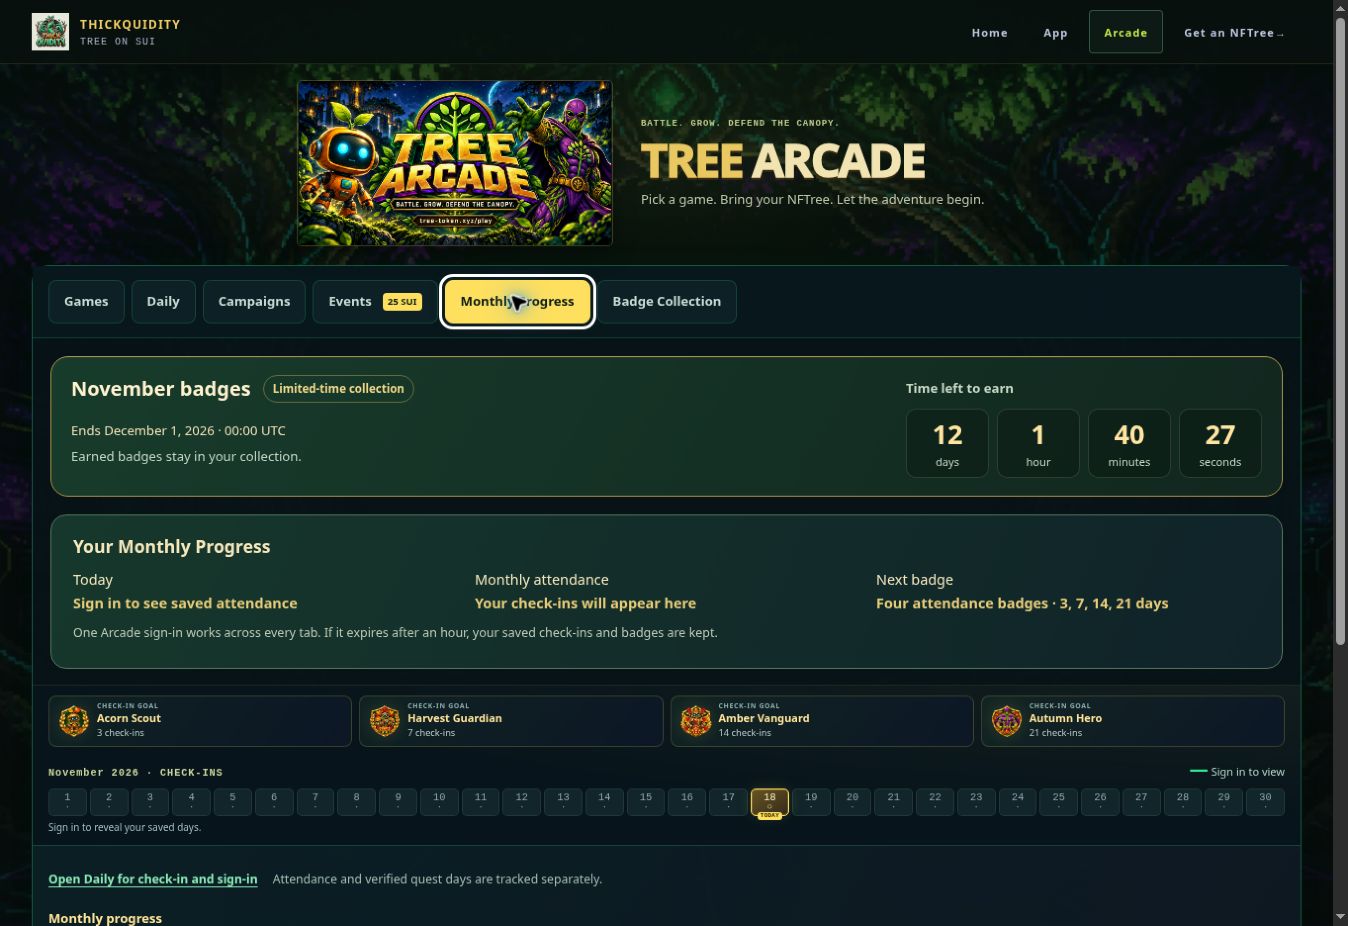 THICKQUIDITY
TREE ON SUI
Home
App
Arcade
Get an NFTree→
TREE
ARCADE
BATTLE. GROW. DEFEND THE CANOPY.
tree-token.xyz/play
BATTLE. GROW. DEFEND THE CANOPY.
TREE ARCADE
Pick a game. Bring your NFTree. Let the adventure begin.
Games
Daily
Campaigns
Events 25 SUI
Monthly rogress
Badge Collection
November badges Limited-time collection
Ends December 1, 2026 · 00:00 UTC
Earned badges stay in your collection.
Time left to earn
12 1 40 27
days hour minutes seconds
Your Monthly Progress
Today
Sign in to see saved attendance
Monthly attendance
Your check-ins will appear here
Next badge
Four attendance badges · 3, 7, 14, 21 days
One Arcade sign-in works across every tab. If it expires after an hour, your saved check-ins and badges are kept.
CHECK-IN GOAL
Acorn Scout
3 check-ins
CHECK-IN GOAL
Harvest Guardian
7 check-ins
CHECK-IN GOAL
Amber Vanguard
14 check-ins
CHECK-IN GOAL
Autumn Hero
21 check-ins
November 2026 · CHECK-INS
Sign in to view
1 2 3 4 5 6 7 8 9 10 11 12 13 14 15 16 17 18 19 20 21 22 23 24 25 26 27 28 29 30
TODAY
Sign in to reveal your saved days.
Open Daily for check-in and sign-in
Attendance and verified quest days are tracked separately.
Monthly progress